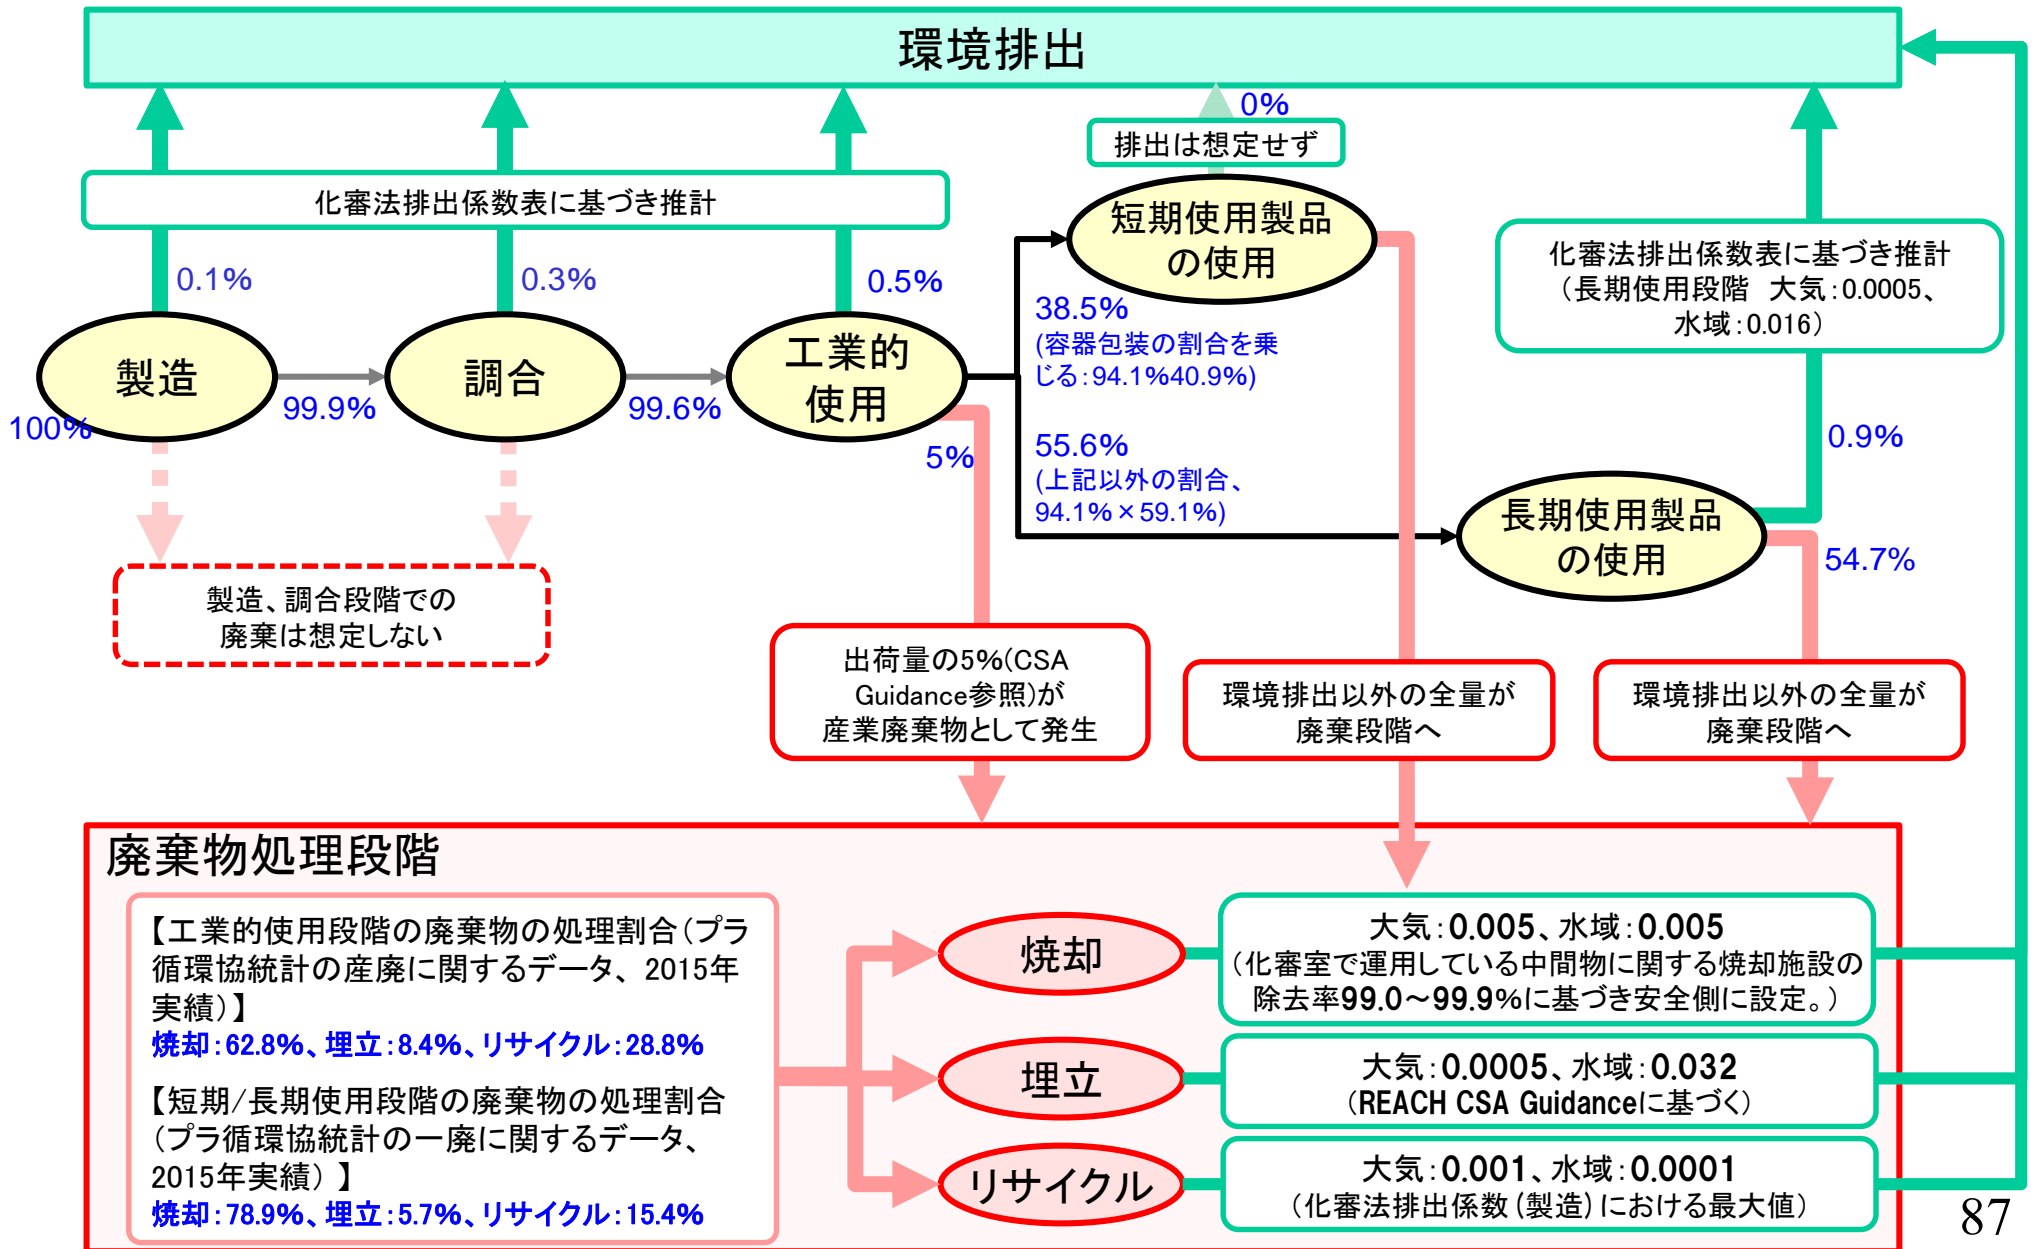 環境排出
0%
排出は想定せず
化審法排出係数表に基づき推計
0.1%
0.3%
0.5%
短期使用製品
の使用
化審法排出係数表に基づき推計
（長期使用段階　大気：0.0005、
水域：0.016）
製造
調合
工業的
使用
100%
99.9%
99.6%
38.5%
(容器包装の割合を乗
じる：94.1%40.9%)
5%
55.6%
(上記以外の割合、
94.1%×59.1%)
0.9%
長期使用製品
の使用
54.7%
製造、調合段階での
廃棄は想定しない
出荷量の5%(CSA
Guidance参照)が
産業廃棄物として発生
環境排出以外の全量が
廃棄段階へ
環境排出以外の全量が
廃棄段階へ
廃棄物処理段階
【工業的使用段階の廃棄物の処理割合（プラ
循環協統計の産廃に関するデータ、2015年
実績）】
焼却：62.8%、埋立：8.4%、リサイクル：28.8%
【短期/長期使用段階の廃棄物の処理割合
（プラ循環協統計の一廃に関するデータ、
2015年実績）】
焼却：78.9%、埋立：5.7%、リサイクル：15.4%
焼却
大気：0.005、水域：0.005
（化審室で運用している中間物に関する焼却施設の
除去率99.0～99.9%に基づき安全側に設定。）
埋立
大気：0.0005、水域：0.032
（REACH CSA Guidanceに基づく）
リサイクル
大気：0.001、水域：0.0001
（化審法排出係数（製造）における最大値）
87